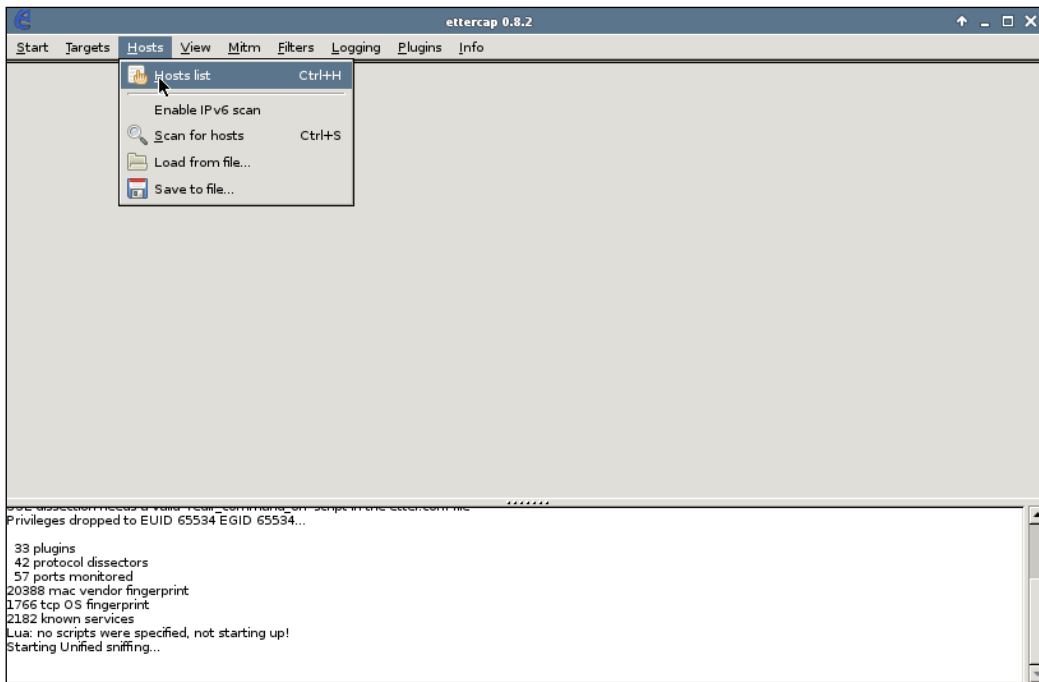 ettercap 0.8.2
Start Targets Hosts View Mitm Filters Logging Plugins Info
Hosts list Ctrl+H
Enable IPv6 scan
Scan for hosts Ctrl+S
Load from file...
Save to file...
Privileges dropped to EUID 65534 EGID 65534...
33 plugins
42 protocol dissectors
57 ports monitored
20388 mac vendor fingerprint
1766 tcp OS fingerprint
2182 known services
Lua: no scripts were specified, not starting up!
Starting Unified sniffing...